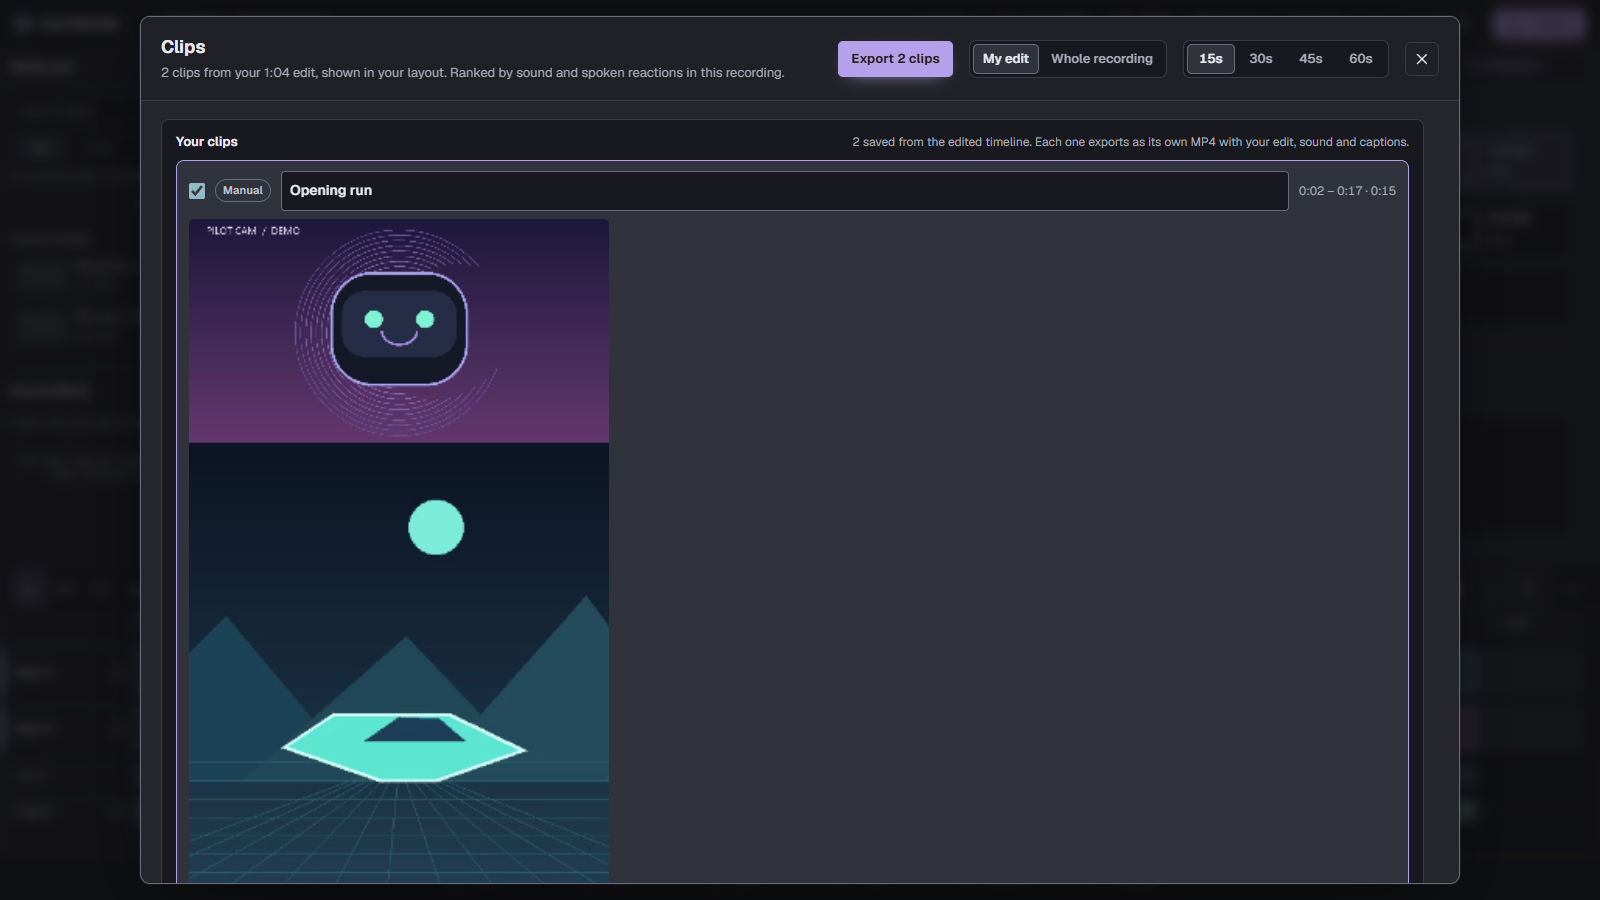 Clips
2 clips from your 1:04 edit, shown in your layout. Ranked by sound and spoken reactions in this recording.
Export 2 clips
My edit
Whole recording
15s
30s
45s
60s
Your clips
2 saved from the edited timeline. Each one exports as its own MP4 with your edit, sound and captions.
Manual
Opening run
0:02 – 0:17 · 0:15
PILOT CAM / DEMO